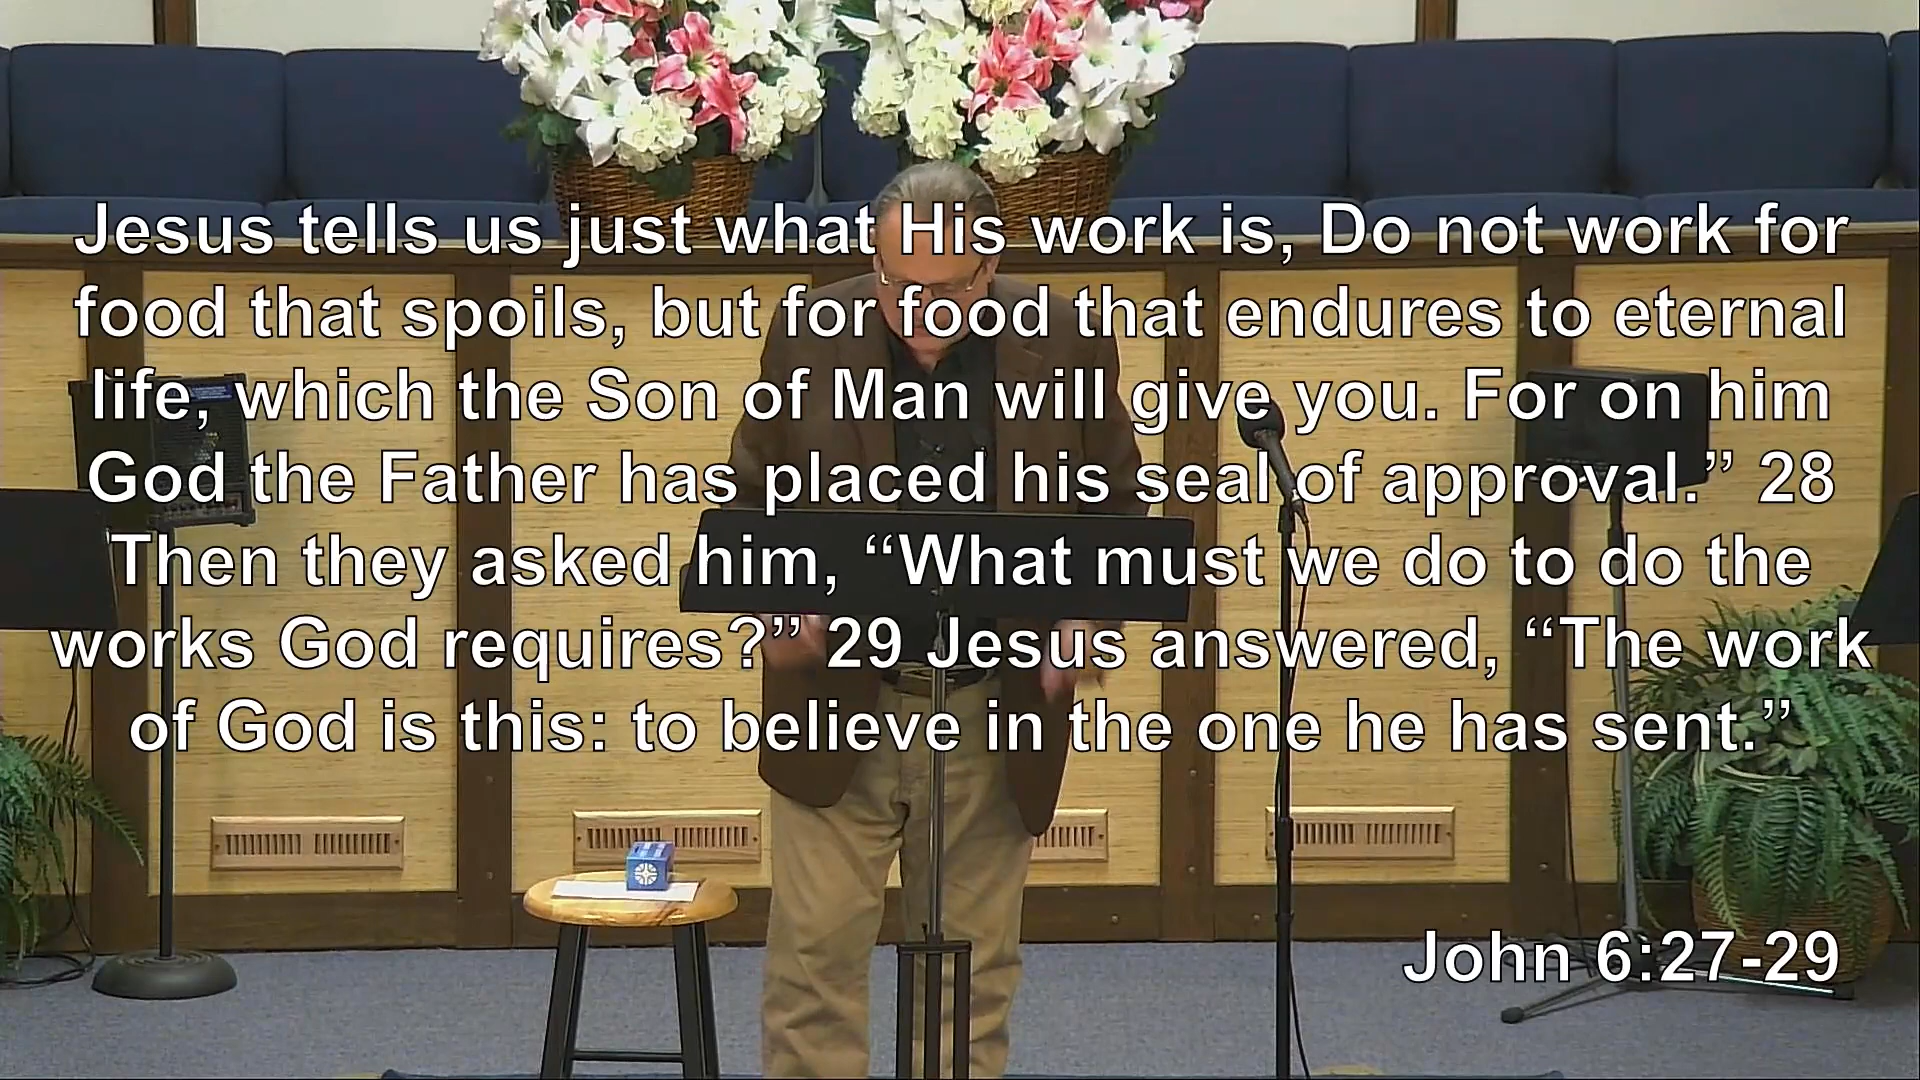 Jesus tells us just what His work is, Do not work for
food that spoils, but for food that endures to eternal
life, which the Son of Man will give you. For on him
God the Father has placed his seal of approval.” 28
Then they asked him, “What must we do to do the
works God requires?” 29 Jesus answered, “The work
of God is this: to believe in the one he has sent.”
John 6:27-29